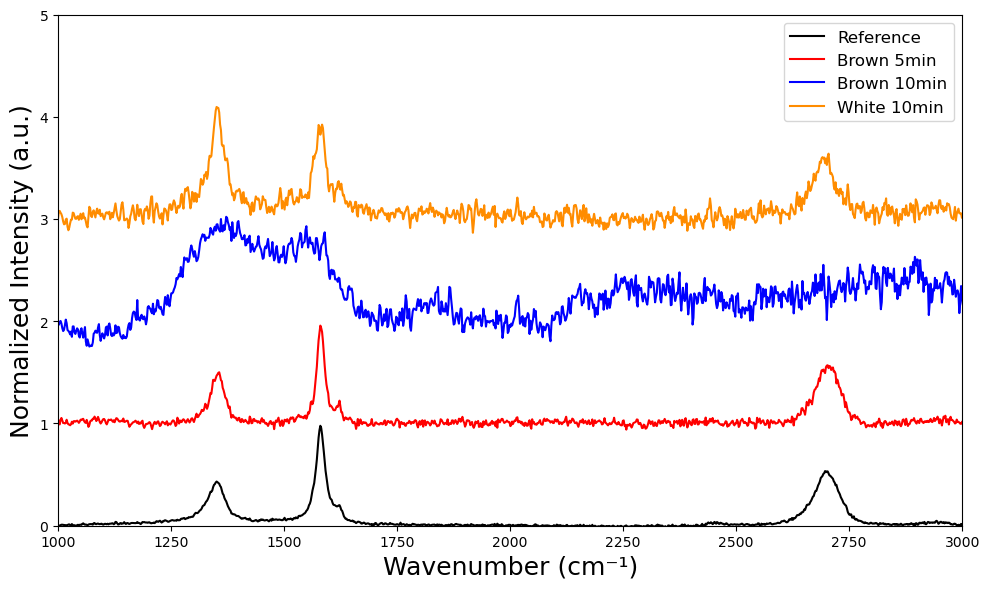 Normalized Intensity (a.u.)
5
4
3
2
1
0
Reference
Brown 5min
Brown 10min
White 10min
1000 1250 1500 1750 2000 2250 2500 2750 3000
Wavenumber (cm⁻¹)